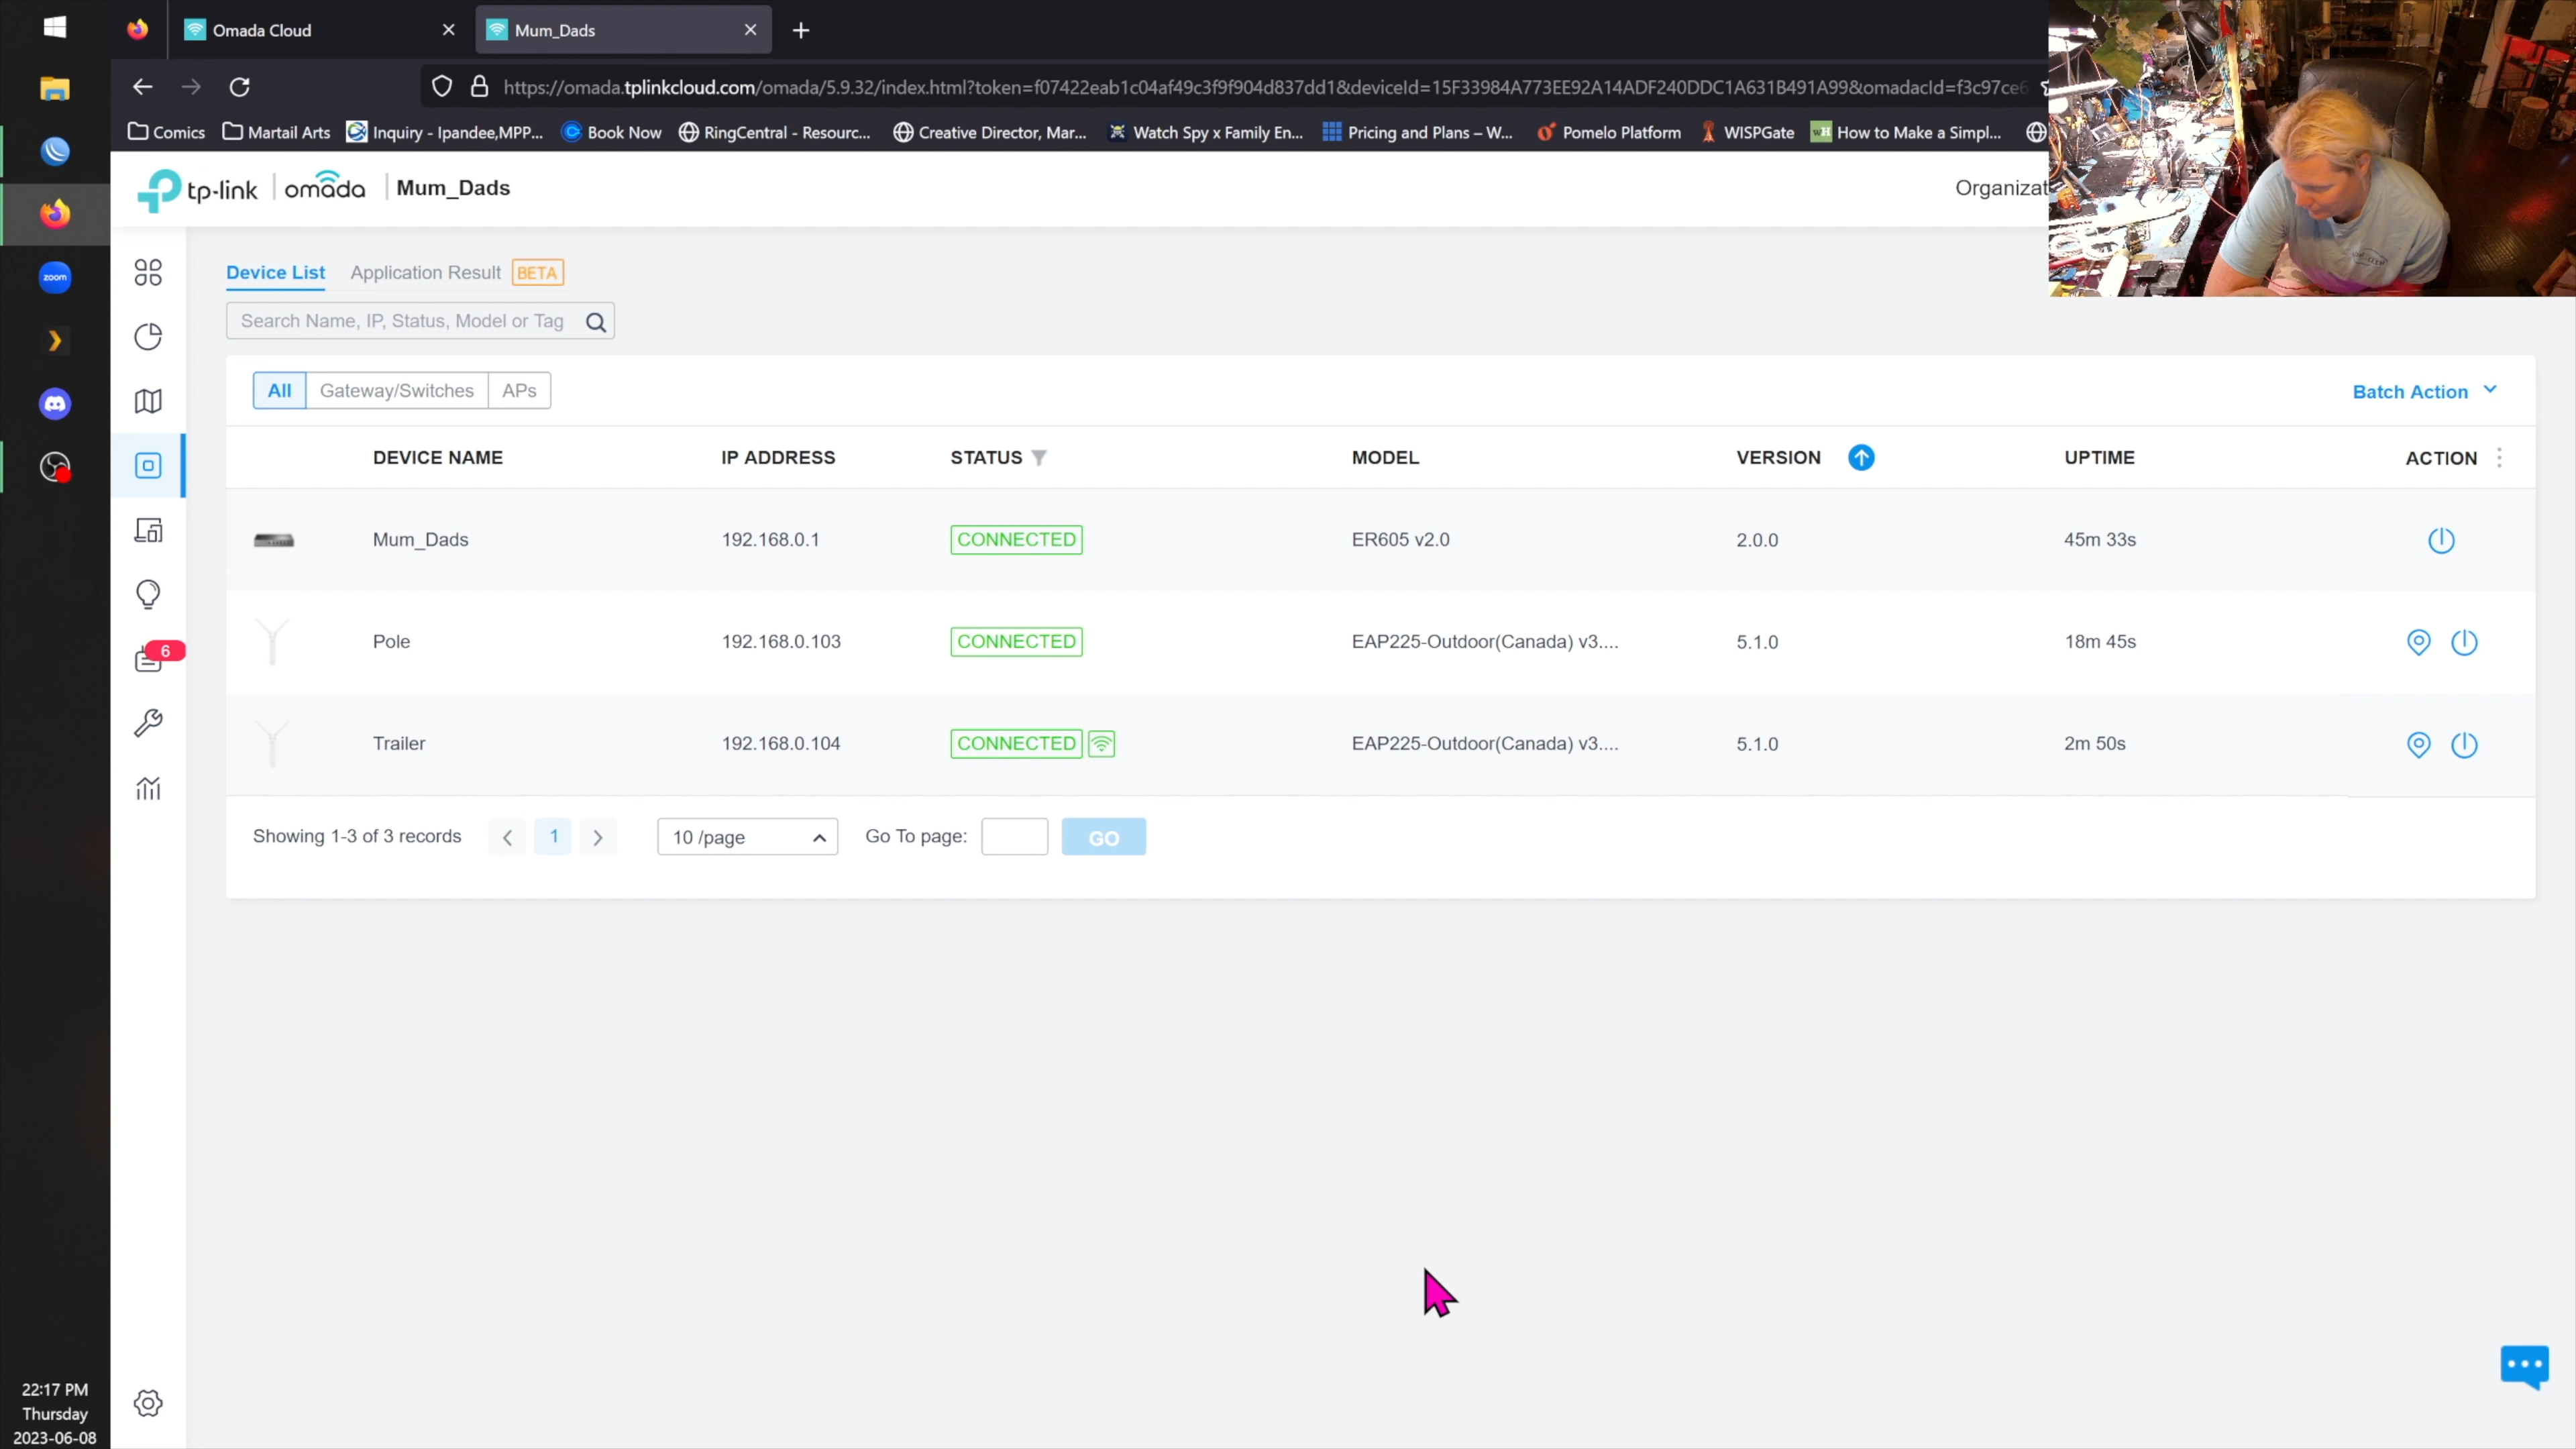 Omada Cloud
Mum_Dads
https://omada.tplinkcloud.com/omada/5.9.32/index.html?token=f07422eab1c04af49c3f9f904d837dd1&deviceId=15F33984A773EE92A14ADF240DDC1A631B491A99&omadacId=f3c97ce6
Comics Martail Arts Inquiry - Ipandee,MPP... Book Now RingCentral - Resourc... Creative Director, Mar... Watch Spy x Family En... Pricing and Plans – W... Pomelo Platform WISPGate How to Make a Simpl...
zoom
tp-link omada Mum_Dads Organizat
Device List Application Result BETA
Search Name, IP, Status, Model or Tag
All Gateway/Switches APs Batch Action
DEVICE NAME IP ADDRESS STATUS MODEL VERSION UPTIME ACTION
Mum_Dads 192.168.0.1 CONNECTED ER605 v2.0 2.0.0 45m 33s
Pole 192.168.0.103 CONNECTED EAP225-Outdoor(Canada) v3.... 5.1.0 18m 45s
Trailer 192.168.0.104 CONNECTED EAP225-Outdoor(Canada) v3.... 5.1.0 2m 50s
6
Showing 1-3 of 3 records 1 10 /page Go To page: GO
22:17 PM
Thursday
2023-06-08